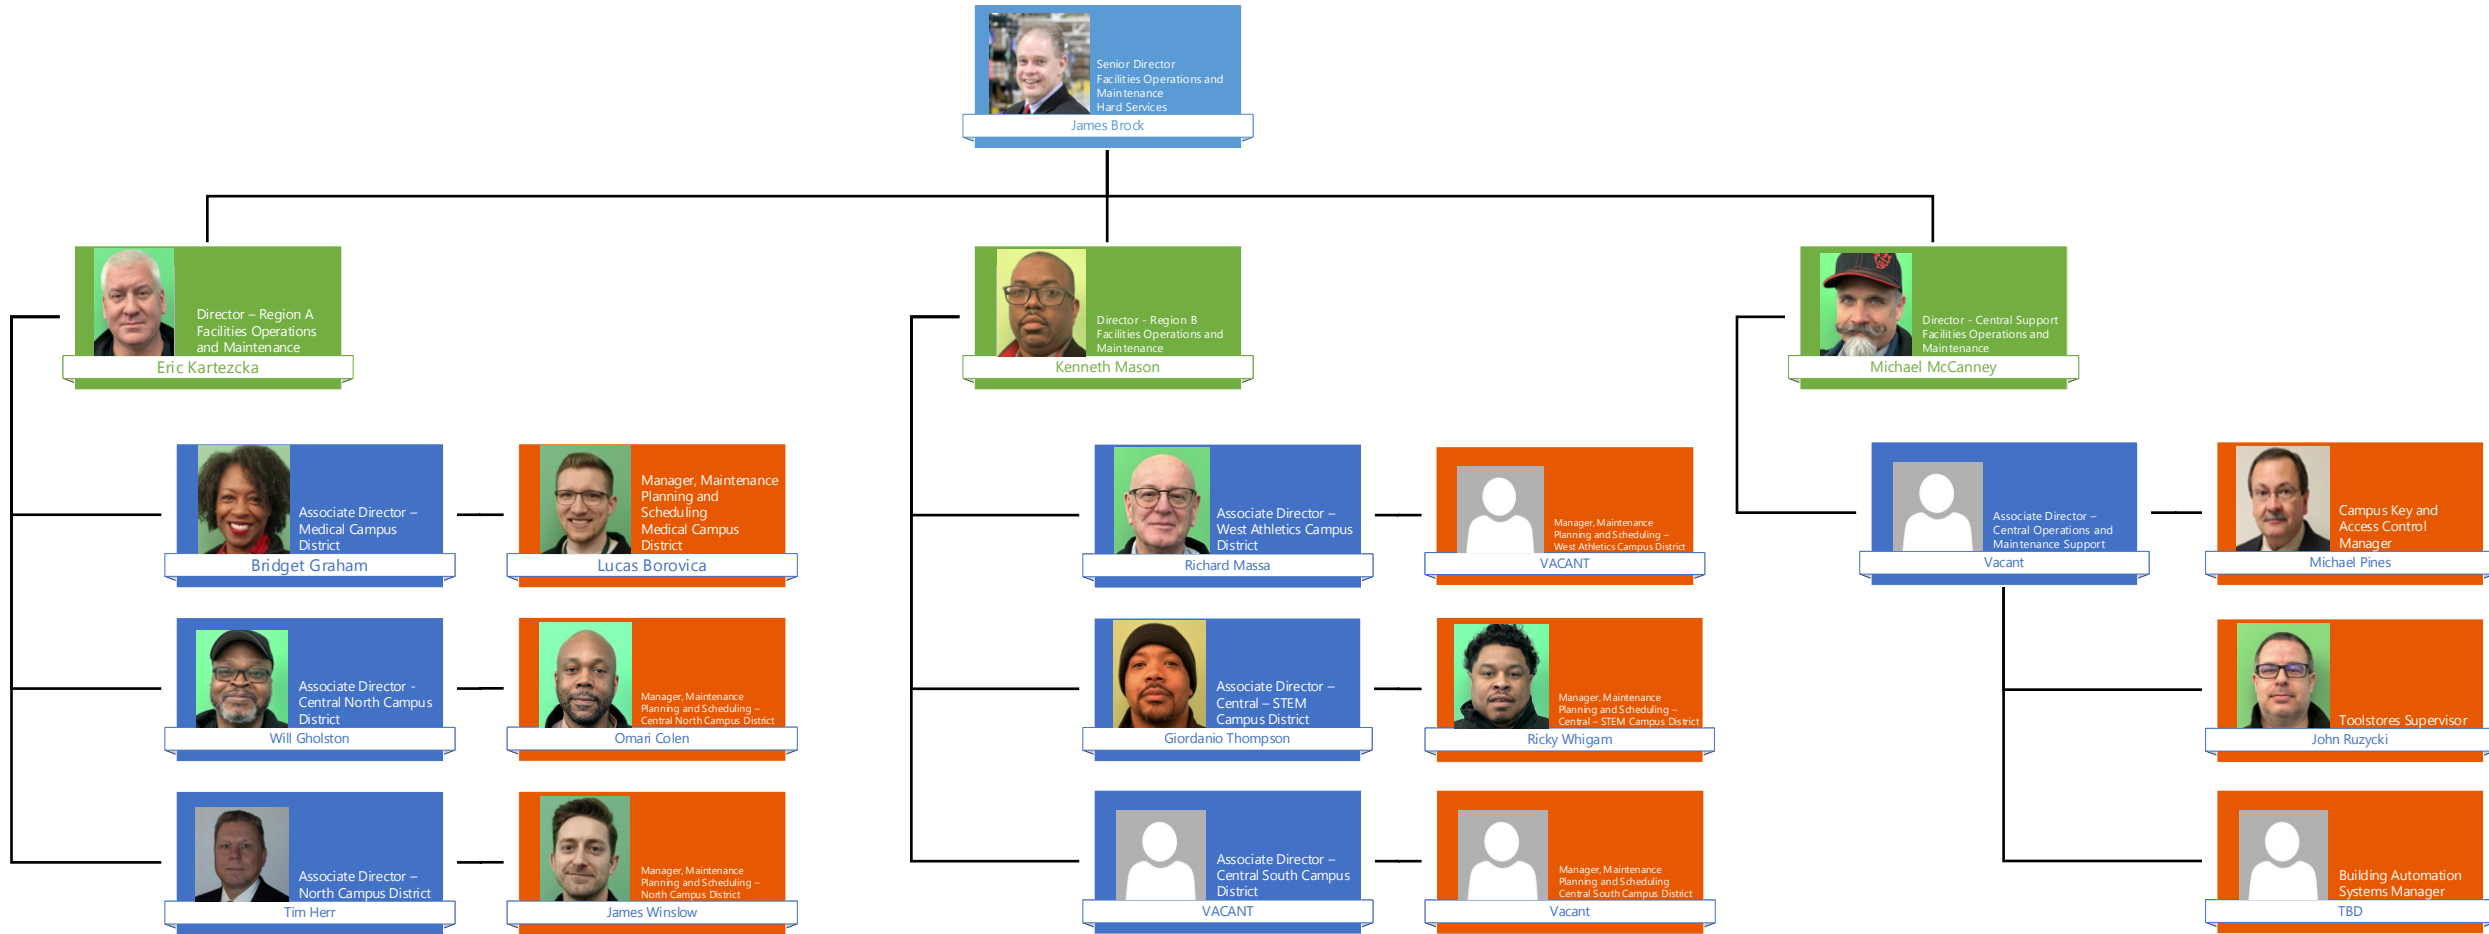 Senior Director
Facilities Operations and
Maintenance
Hard Services
James Brock
Director – Region A
Facilities Operations
and Maintenance
Eric Kartezcka
Director - Region B
Facilities Operations and
Maintenance
Kenneth Mason
Director - Central Support
Facilities Operations and
Maintenance
Michael McCanney
Associate Director –
Medical Campus
District
Bridget Graham
Manager, Maintenance
Planning and
Scheduling
Medical Campus
District
Lucas Borovica
Associate Director –
West Athletics Campus
District
Richard Massa
Manager, Maintenance
Planning and Scheduling –
West Athletics Campus District
VACANT
Associate Director –
Central Operations and
Maintenance Support
Vacant
Campus Key and
Access Control
Manager
Michael Pines
Associate Director -
Central North Campus
District
Will Gholston
Manager, Maintenance
Planning and Scheduling –
Central North Campus District
Omari Colen
Associate Director –
Central – STEM
Campus District
Giordanio Thompson
Manager, Maintenance
Planning and Scheduling –
Central – STEM Campus District
Ricky Whigam
Toolstores Supervisor
John Ruzycki
Associate Director –
North Campus District
Tim Herr
Manager, Maintenance
Planning and Scheduling –
North Campus District
James Winslow
Associate Director –
Central South Campus
District
VACANT
Manager, Maintenance
Planning and Scheduling
Central South Campus District
Vacant
Building Automation
Systems Manager
TBD